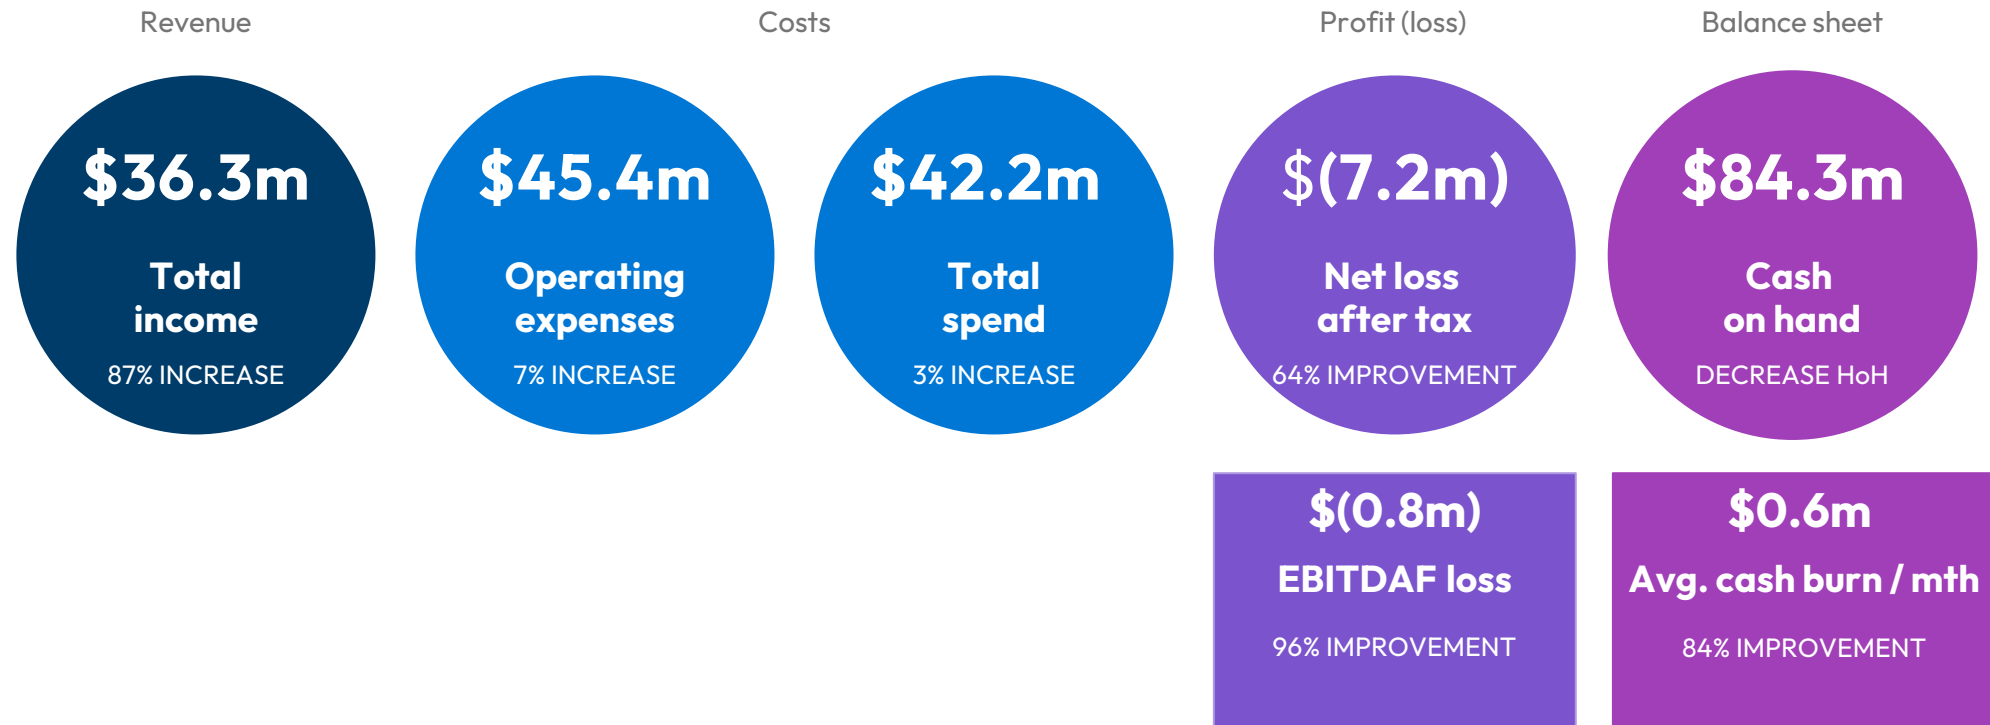 Revenue
Costs
Profit (loss)
Balance sheet
$36.3m
Total
income
87% INCREASE
$45.4m
Operating
expenses
7% INCREASE
$42.2m
Total
spend
3% INCREASE
$(7.2m)
Net loss
after tax
64% IMPROVEMENT
$84.3m
Cash
on hand
DECREASE HoH
$(0.8m)
EBITDAF loss
96% IMPROVEMENT
$0.6m
Avg. cash burn / mth
84% IMPROVEMENT